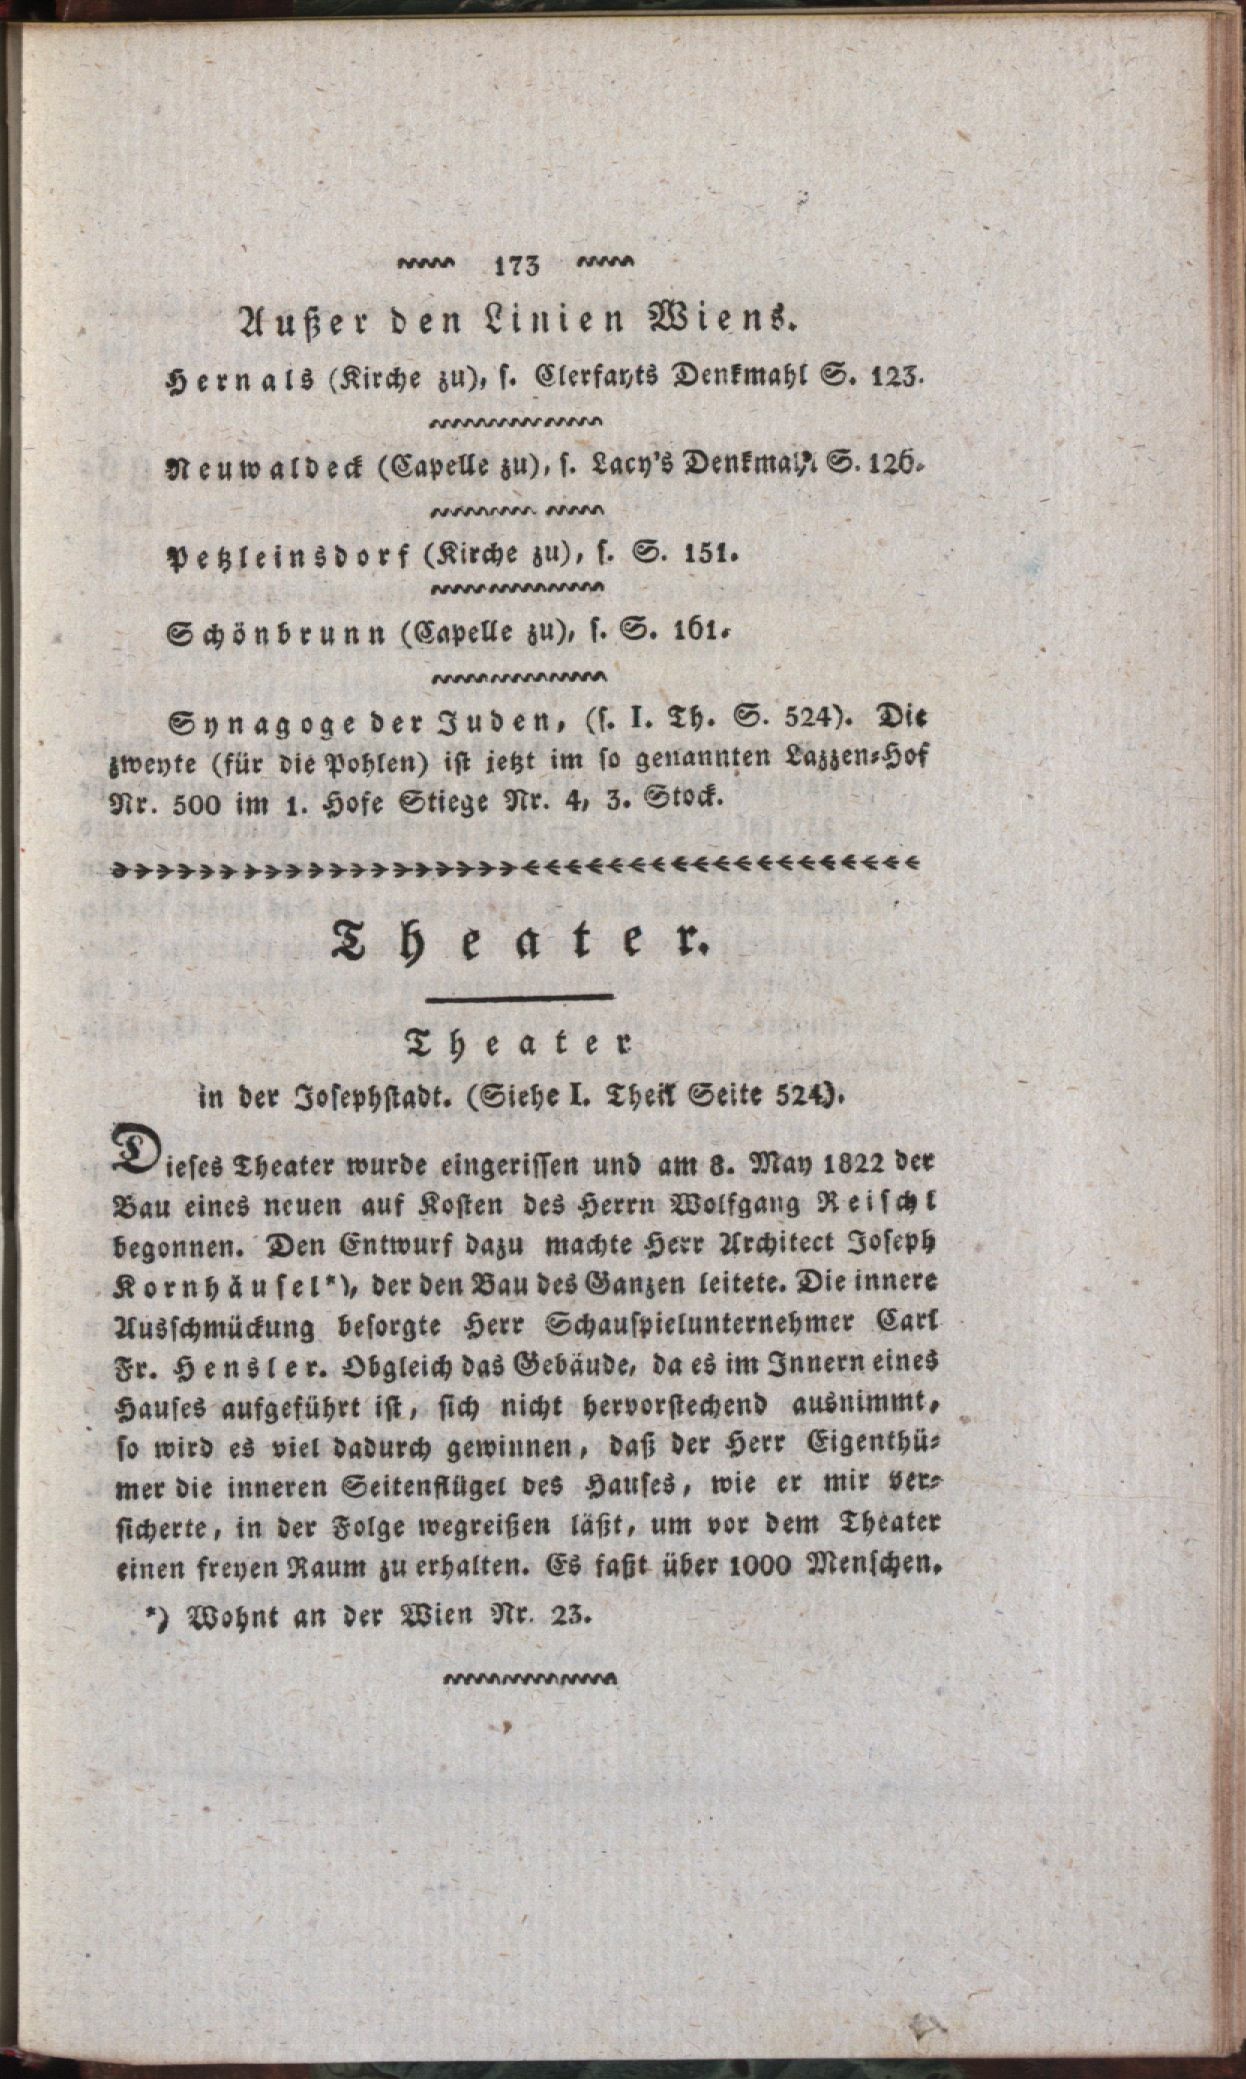 173
Außer den Linien Wiens.
Hernals (Kirche zu), s. Clerfayts Denkmahl S. 123.
Neuwaldeck (Capelle zu), s. Lacy's Denkmahl S. 126.
Petzleinsdorf (Kirche zu), s. S. 151.
Schönbrunn (Capelle zu), s. S. 161.
Synagoge der Juden, (s. I. Th. S. 524). Die
zweyte (für die Pohlen) ist jetzt im so genannten Lazzen-Hof
Nr. 500 im 1. Hofe Stiege Nr. 4, 3. Stock.
Theater.
Theater
in der Josephstadt. (Siehe I. Theil Seite 524).
Dieses Theater wurde eingerissen und am 8. May 1822 der
Bau eines neuen auf Kosten des Herrn Wolfgang Reischl
begonnen. Den Entwurf dazu machte Herr Architect Joseph
Kornhäusel*), der den Bau des Ganzen leitete. Die innere
Ausschmückung besorgte Herr Schauspielunternehmer Carl
Fr. Hensler. Obgleich das Gebäude, da es im Innern eines
Hauses aufgeführt ist, sich nicht hervorstechend ausnimmt,
so wird es viel dadurch gewinnen, daß der Herr Eigenthü-
mer die inneren Seitenflügel des Hauses, wie er mir ver-
sicherte, in der Folge wegreißen läßt, um vor dem Theater
einen freyen Raum zu erhalten. Es faßt über 1000 Menschen.
*) Wohnt an der Wien Nr. 23.